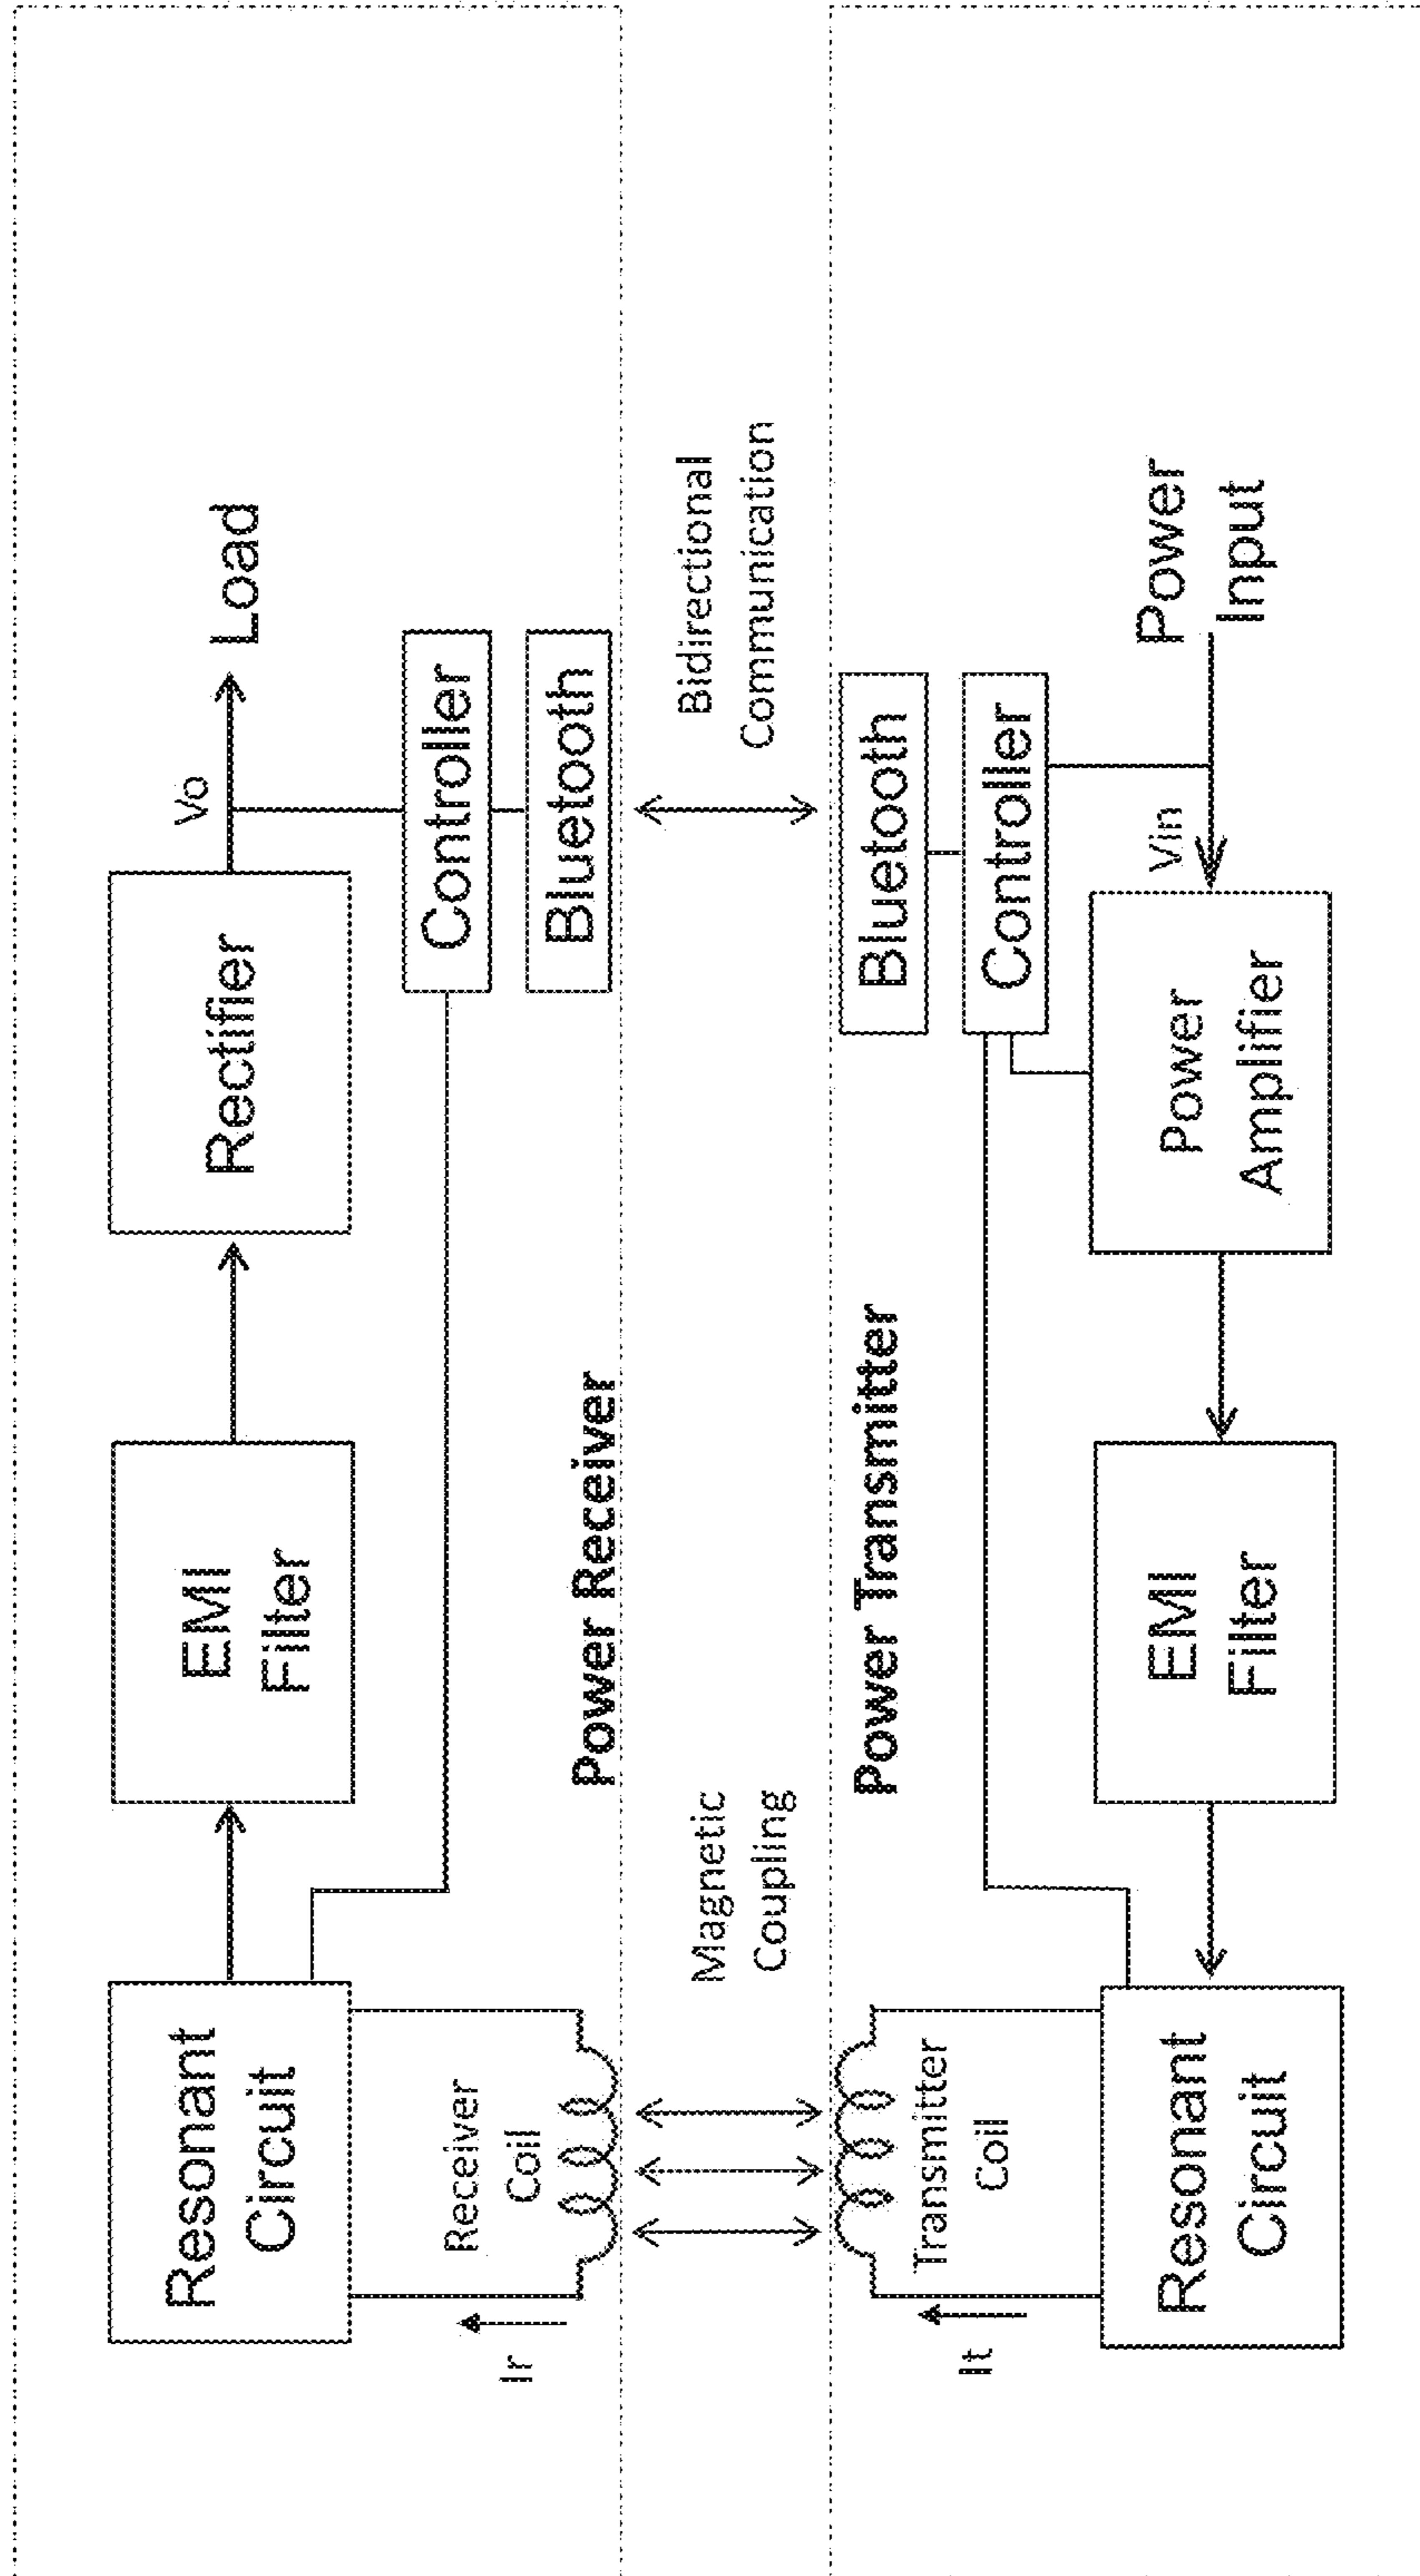 Resonant
Circuit
EMI
Filter
Rectifier
Vo
Load
Controller
Bluetooth
Receiver
Coil
Ir
Power Receiver
Magnetic
Coupling
Bidirectional
Communication
Power Transmitter
Bluetooth
Controller
Transmitter
Coil
It
Resonant
Circuit
EMI
Filter
Power
Amplifier
Vin
Power
Input